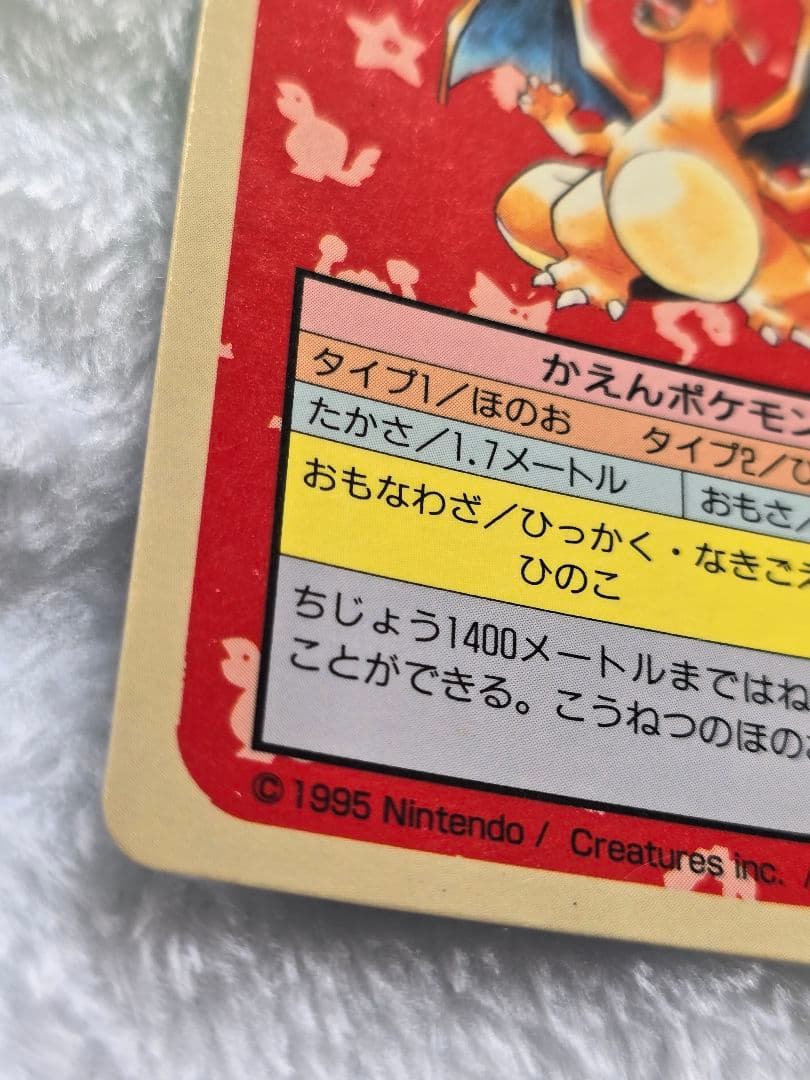 かえんポケモン
タイプ1/ほのお タイプ2/ひ
たかさ/1.7メートル おもさ/
おもなわざ/ひっかく・なきごえ
ひのこ
ちじょう1400メートルまではね
ことができる。こうねつのほのお
© 1995 Nintendo / Creatures inc. /